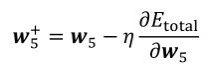 w₅⁺ = w₅ − η ∂E_total / ∂w₅